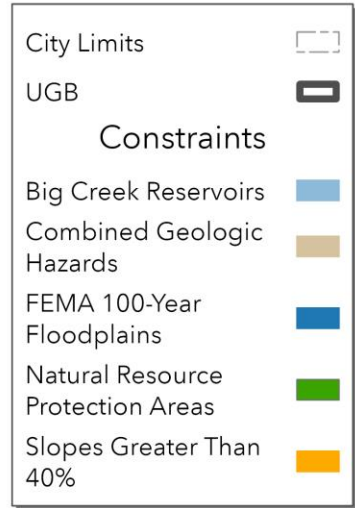 City Limits
UGB
Constraints
Big Creek Reservoirs
Combined Geologic
Hazards
FEMA 100-Year
Floodplains
Natural Resource
Protection Areas
Slopes Greater Than
40%